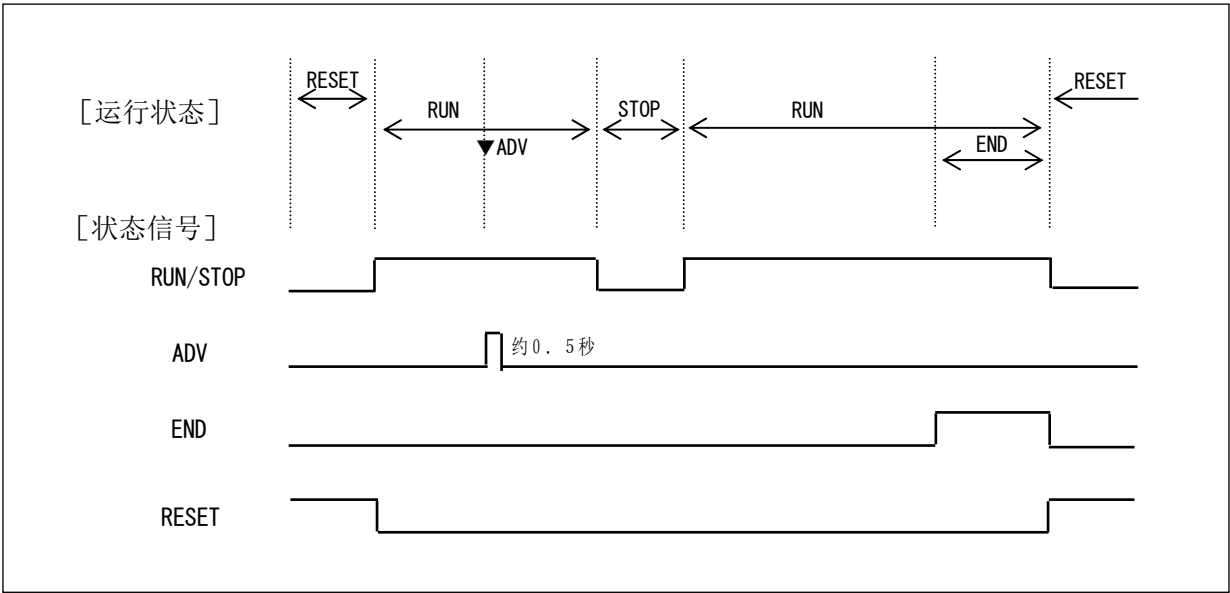 RESET RESET
［运行状态］ RUN STOP RUN
ADV END
［状态信号］
RUN/STOP
ADV 约0．5秒
END
RESET